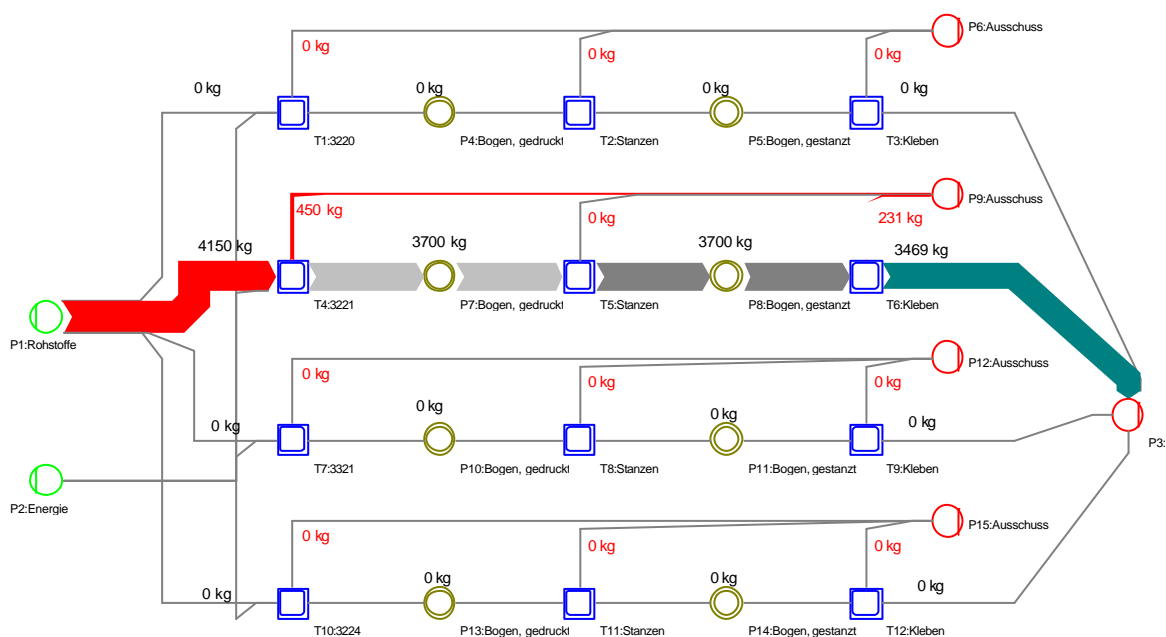 P6:Ausschuss
0 kg
0 kg
0 kg
0 kg
0 kg
0 kg
0 kg
T1:3220
P4:Bogen, gedruckt
T2:Stanzen
P5:Bogen, gestanzt
T3:Kleben
P9:Ausschuss
450 kg
0 kg
231 kg
4150 kg
3700 kg
3700 kg
3469 kg
T4:3221
P7:Bogen, gedruckt
T5:Stanzen
P8:Bogen, gestanzt
T6:Kleben
P1:Rohstoffe
P12:Ausschuss
0 kg
0 kg
0 kg
0 kg
0 kg
0 kg
0 kg
P3:
T7:3321
P10:Bogen, gedruckt
T8:Stanzen
P11:Bogen, gestanzt
T9:Kleben
P2:Energie
P15:Ausschuss
0 kg
0 kg
0 kg
0 kg
0 kg
0 kg
0 kg
T10:3224
P13:Bogen, gedruckt
T11:Stanzen
P14:Bogen, gestanzt
T12:Kleben